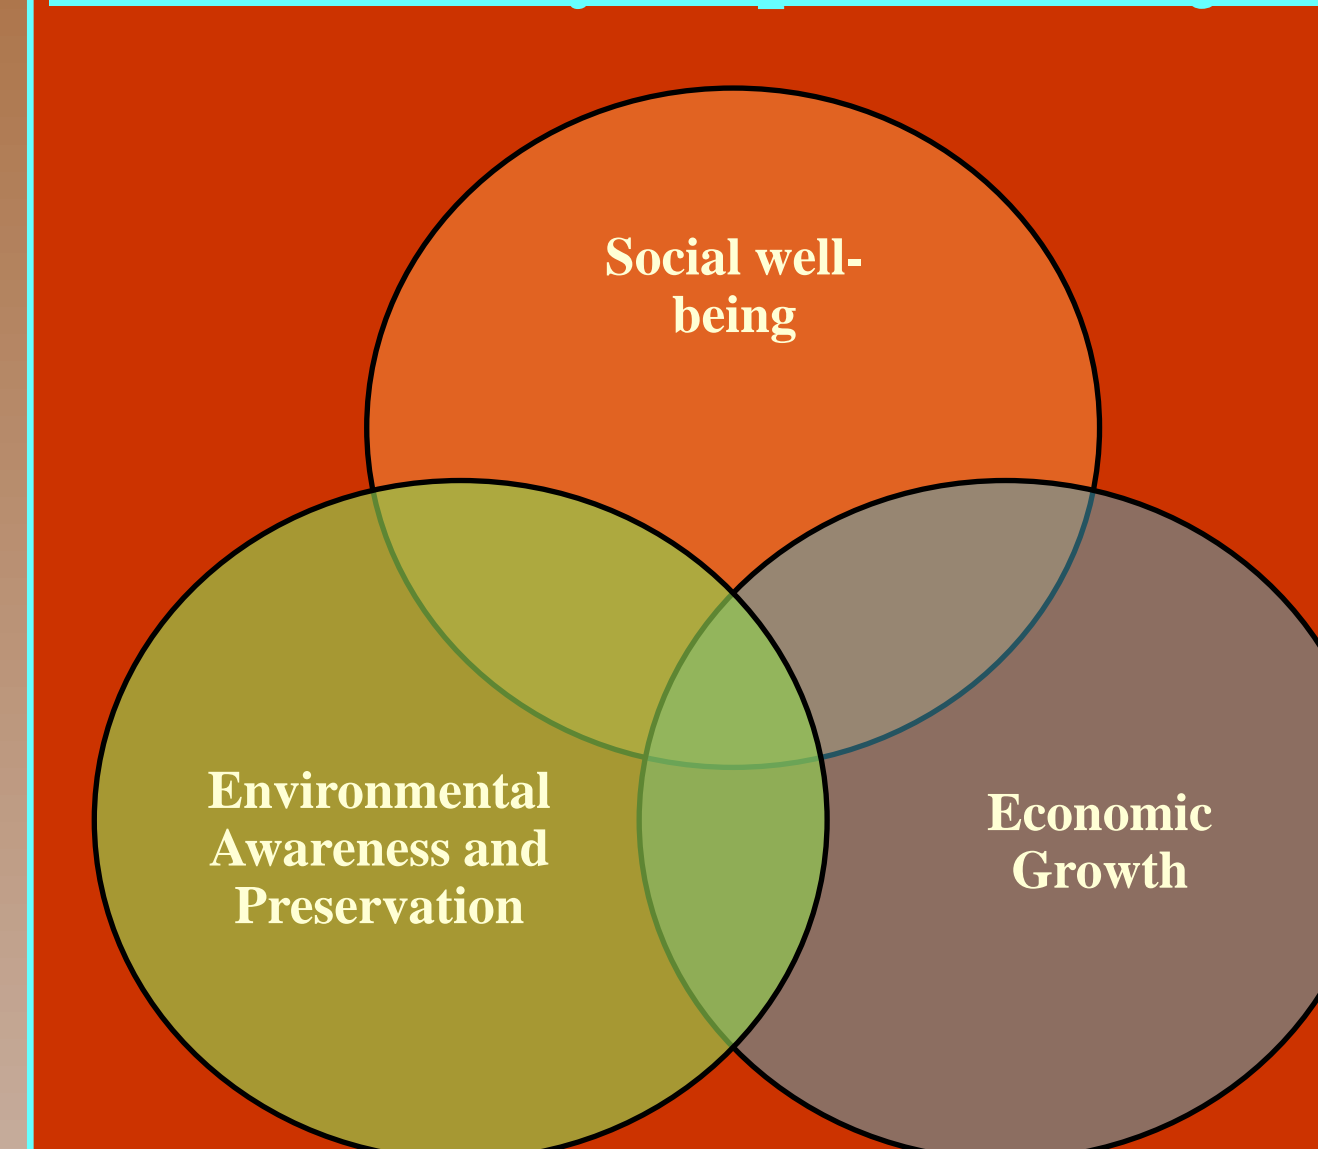 Social well-
being
Environmental
Awareness and
Preservation
Economic
Growth